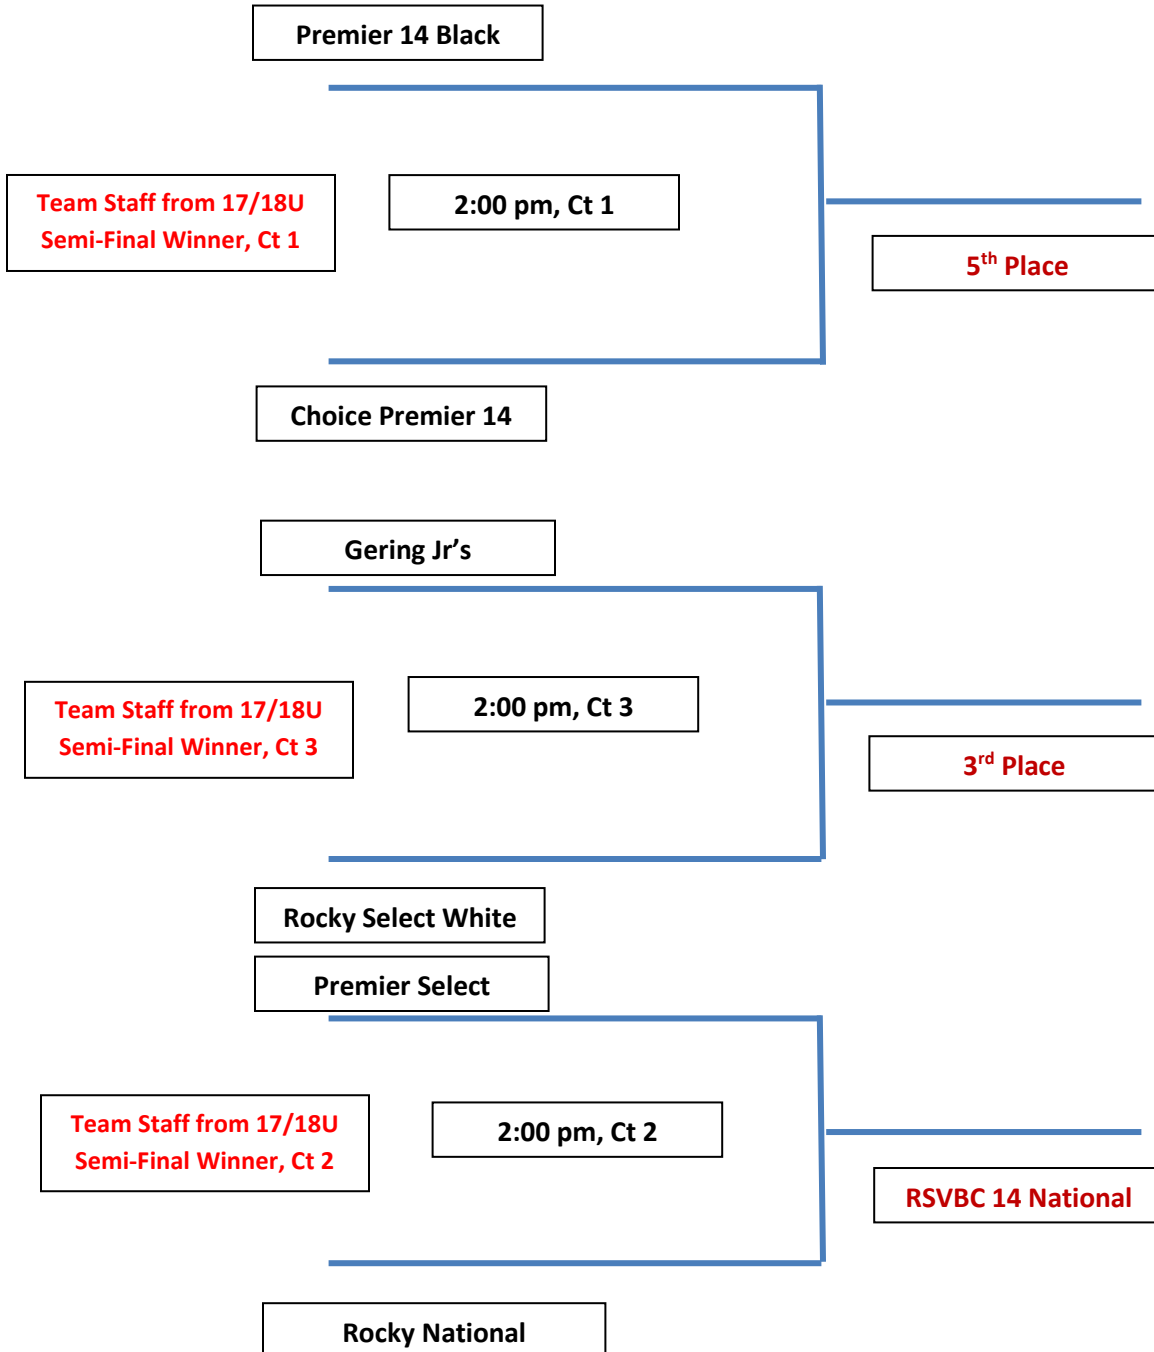 Premier 14 Black
Team Staff from 17/18U
Semi-Final Winner, Ct 1
2:00 pm, Ct 1
5th Place
Choice Premier 14
Gering Jr’s
Team Staff from 17/18U
Semi-Final Winner, Ct 3
2:00 pm, Ct 3
3rd Place
Rocky Select White
Premier Select
Team Staff from 17/18U
Semi-Final Winner, Ct 2
2:00 pm, Ct 2
RSVBC 14 National
Rocky National